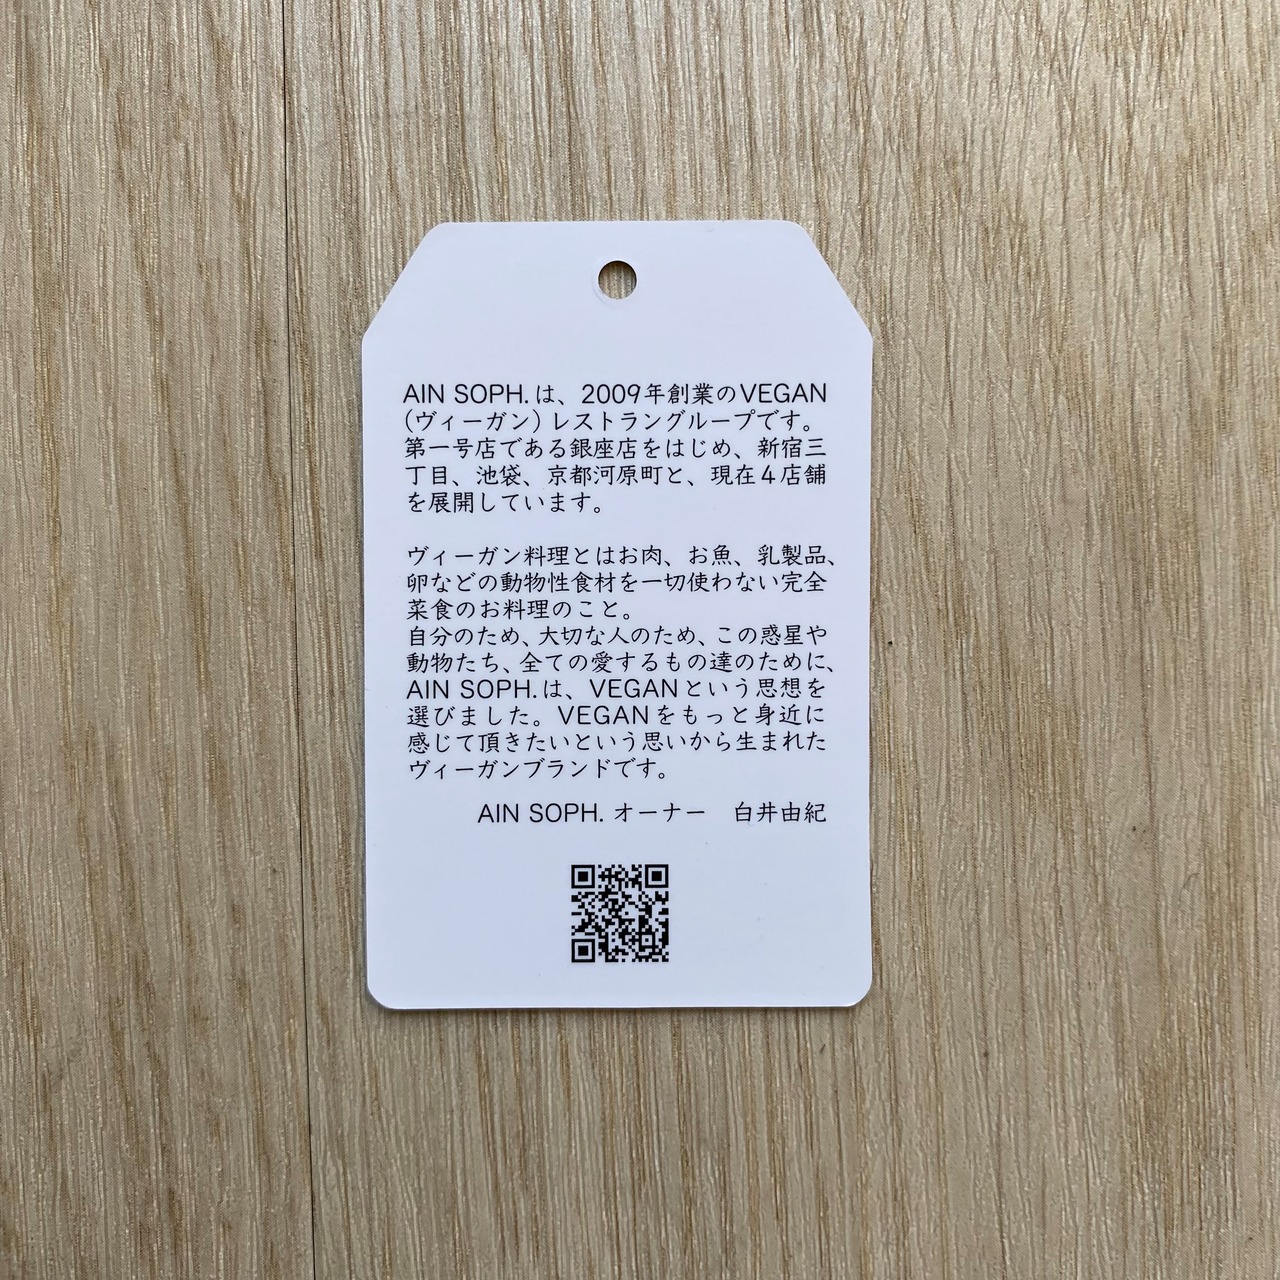 AIN SOPH.は、2009年創業のVEGAN
(ヴィーガン)レストラングループです。
第一号店である銀座店をはじめ、新宿三
丁目、池袋、京都河原町と、現在4店舗
を展開しています。
ヴィーガン料理とはお肉、お魚、乳製品、
卵などの動物性食材を一切使わない完全
菜食のお料理のこと。
自分のため、大切な人のため、この惑星や
動物たち、全ての愛するもの達のために、
AIN SOPH.は、VEGANという思想を
選びました。VEGANをもっと身近に
感じて頂きたいという思いから生まれた
ヴィーガンブランドです。
AIN SOPH. オーナー　白井由紀